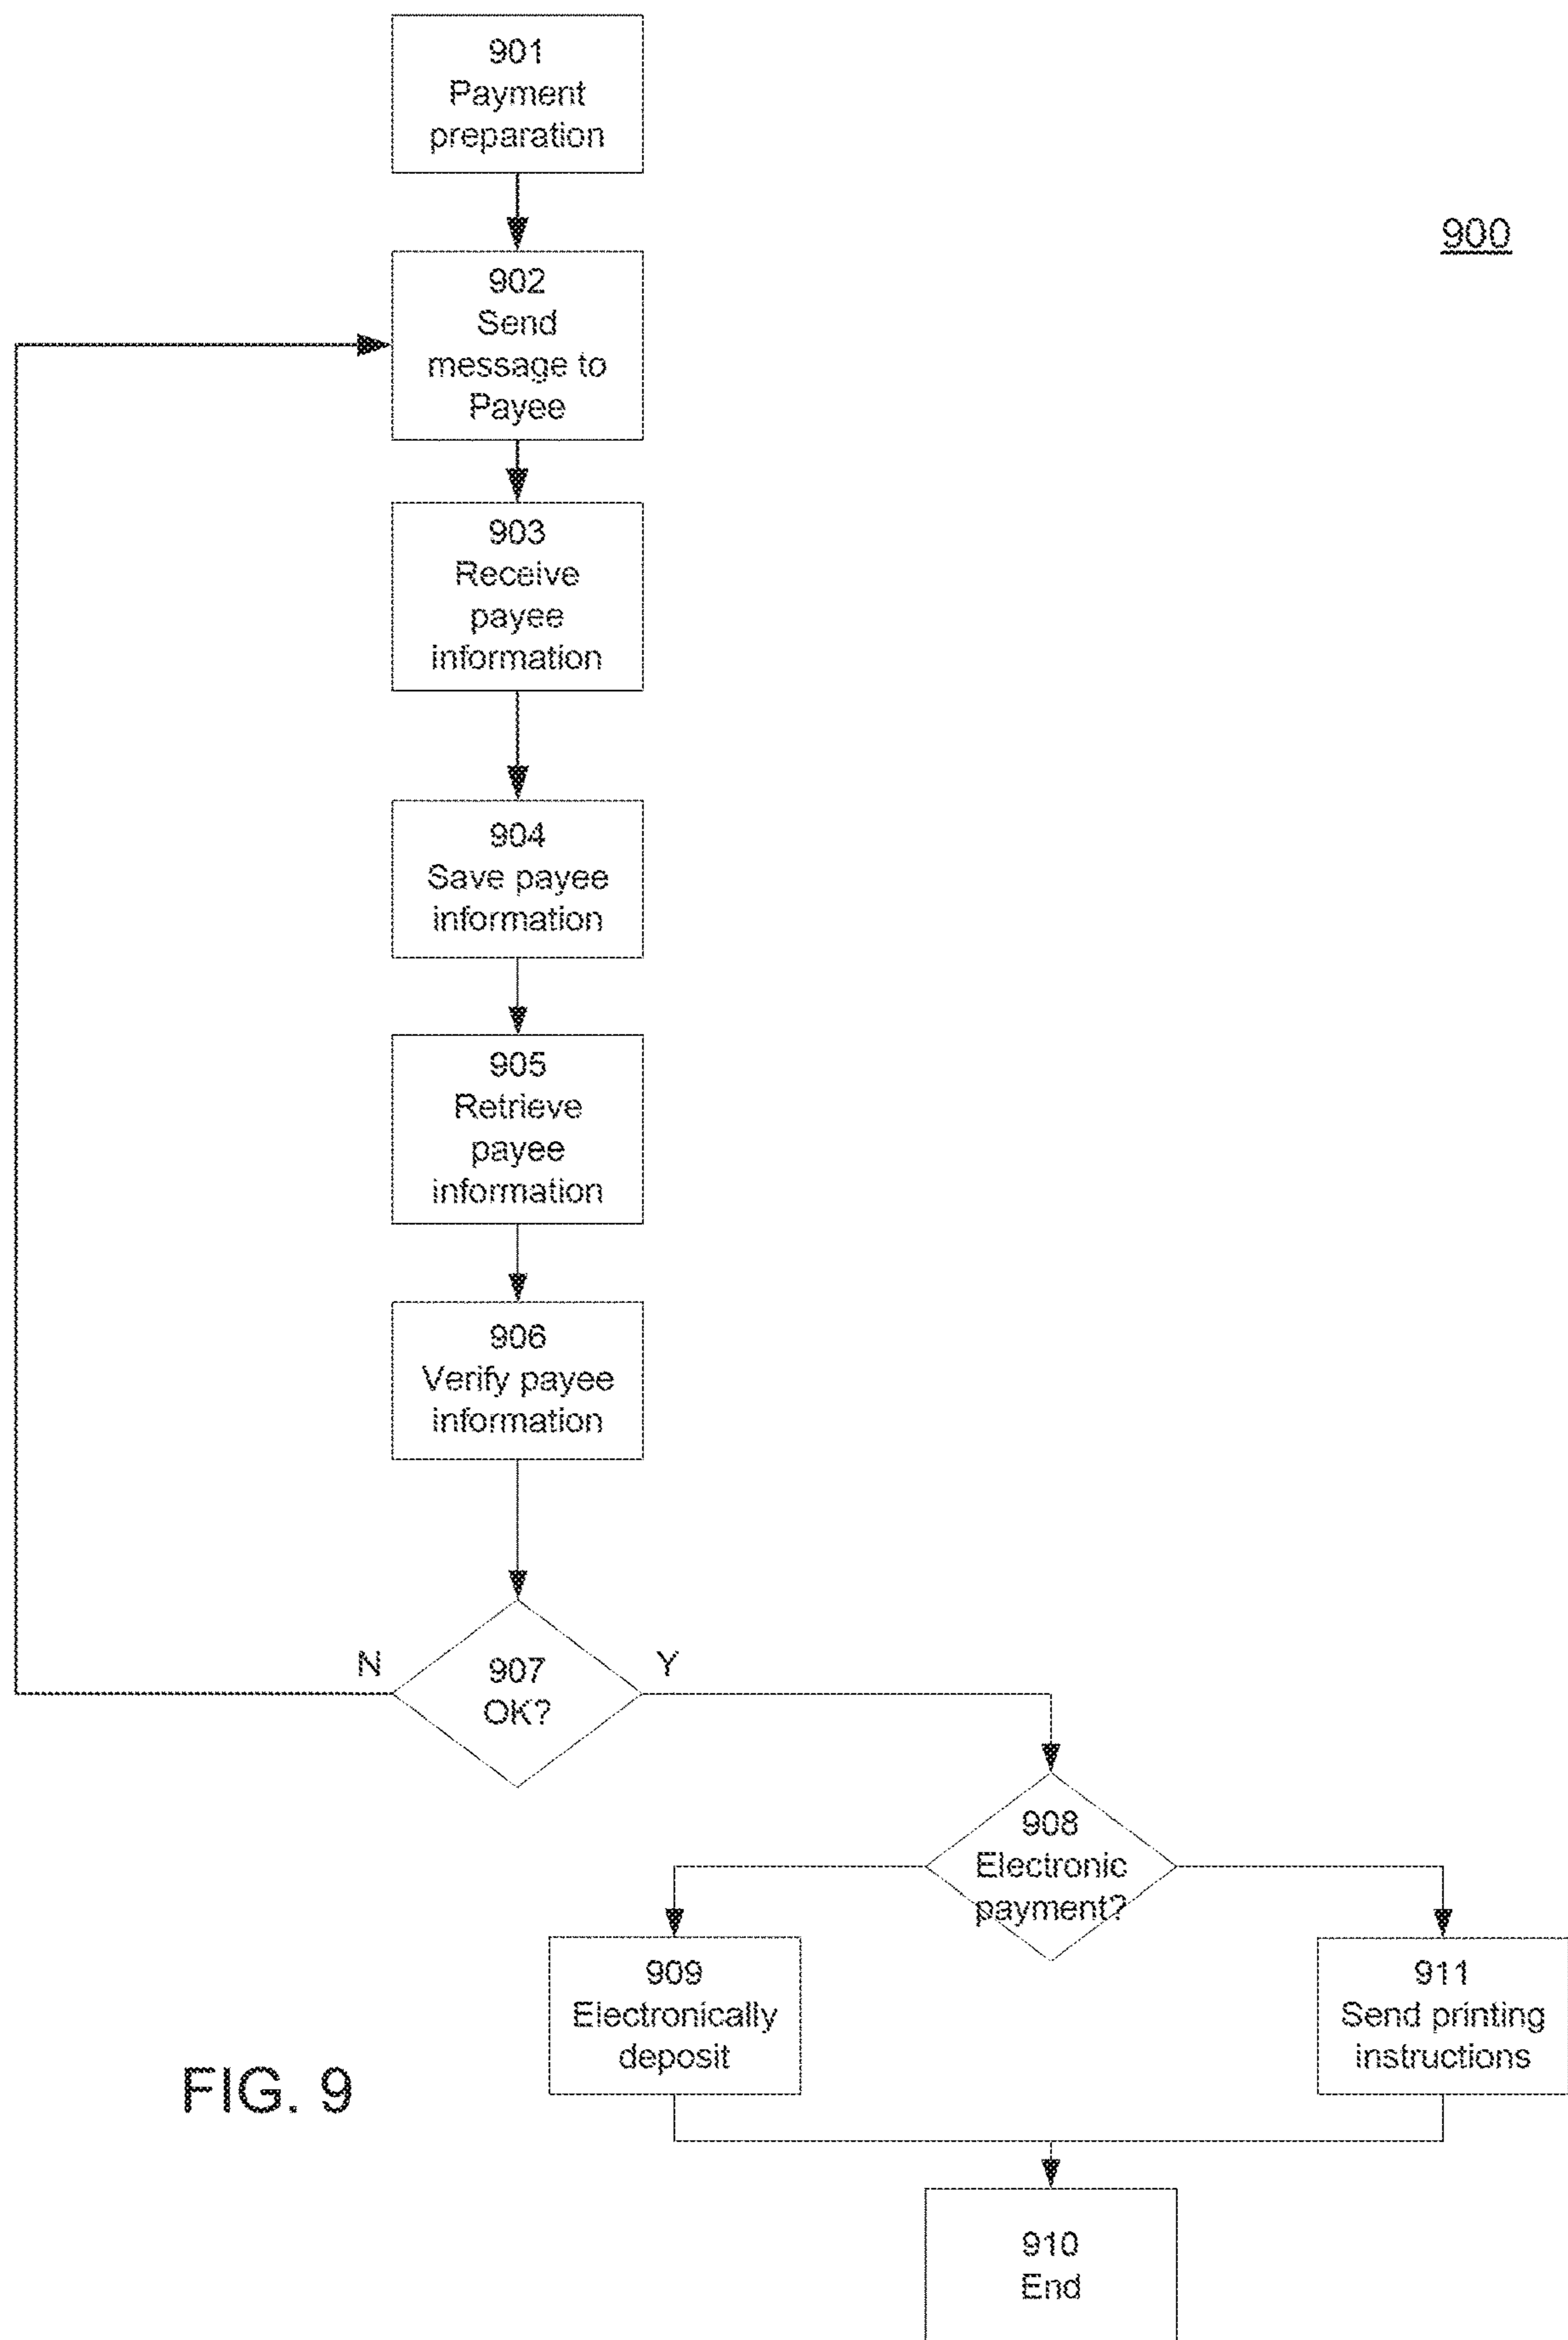 901
Payment
preparation
900
902
Send
message to
Payee
903
Receive
payee
information
904
Save payee
information
905
Retrieve
payee
information
906
Verify payee
information
N
Y
907
OK?
908
Electronic
payment?
909
Electronically
deposit
911
Send printing
instructions
FIG. 9
910
End